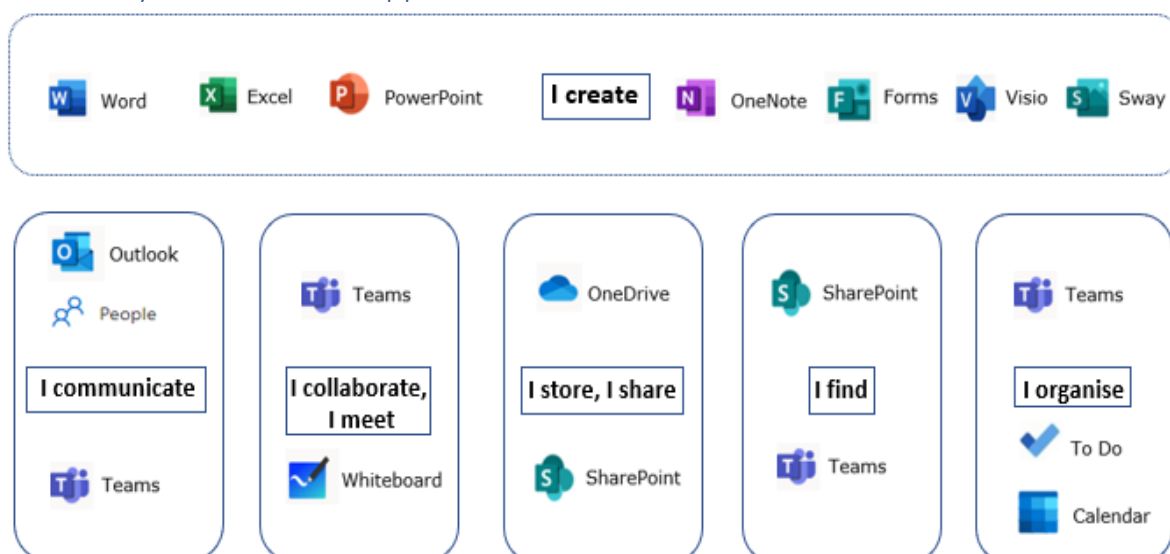 Word Excel PowerPoint I create OneNote Forms Visio Sway
Outlook
People
I communicate
Teams
Teams
I collaborate,
I meet
Whiteboard
OneDrive
I store, I share
SharePoint
SharePoint
I find
Teams
Teams
I organise
To Do
Calendar